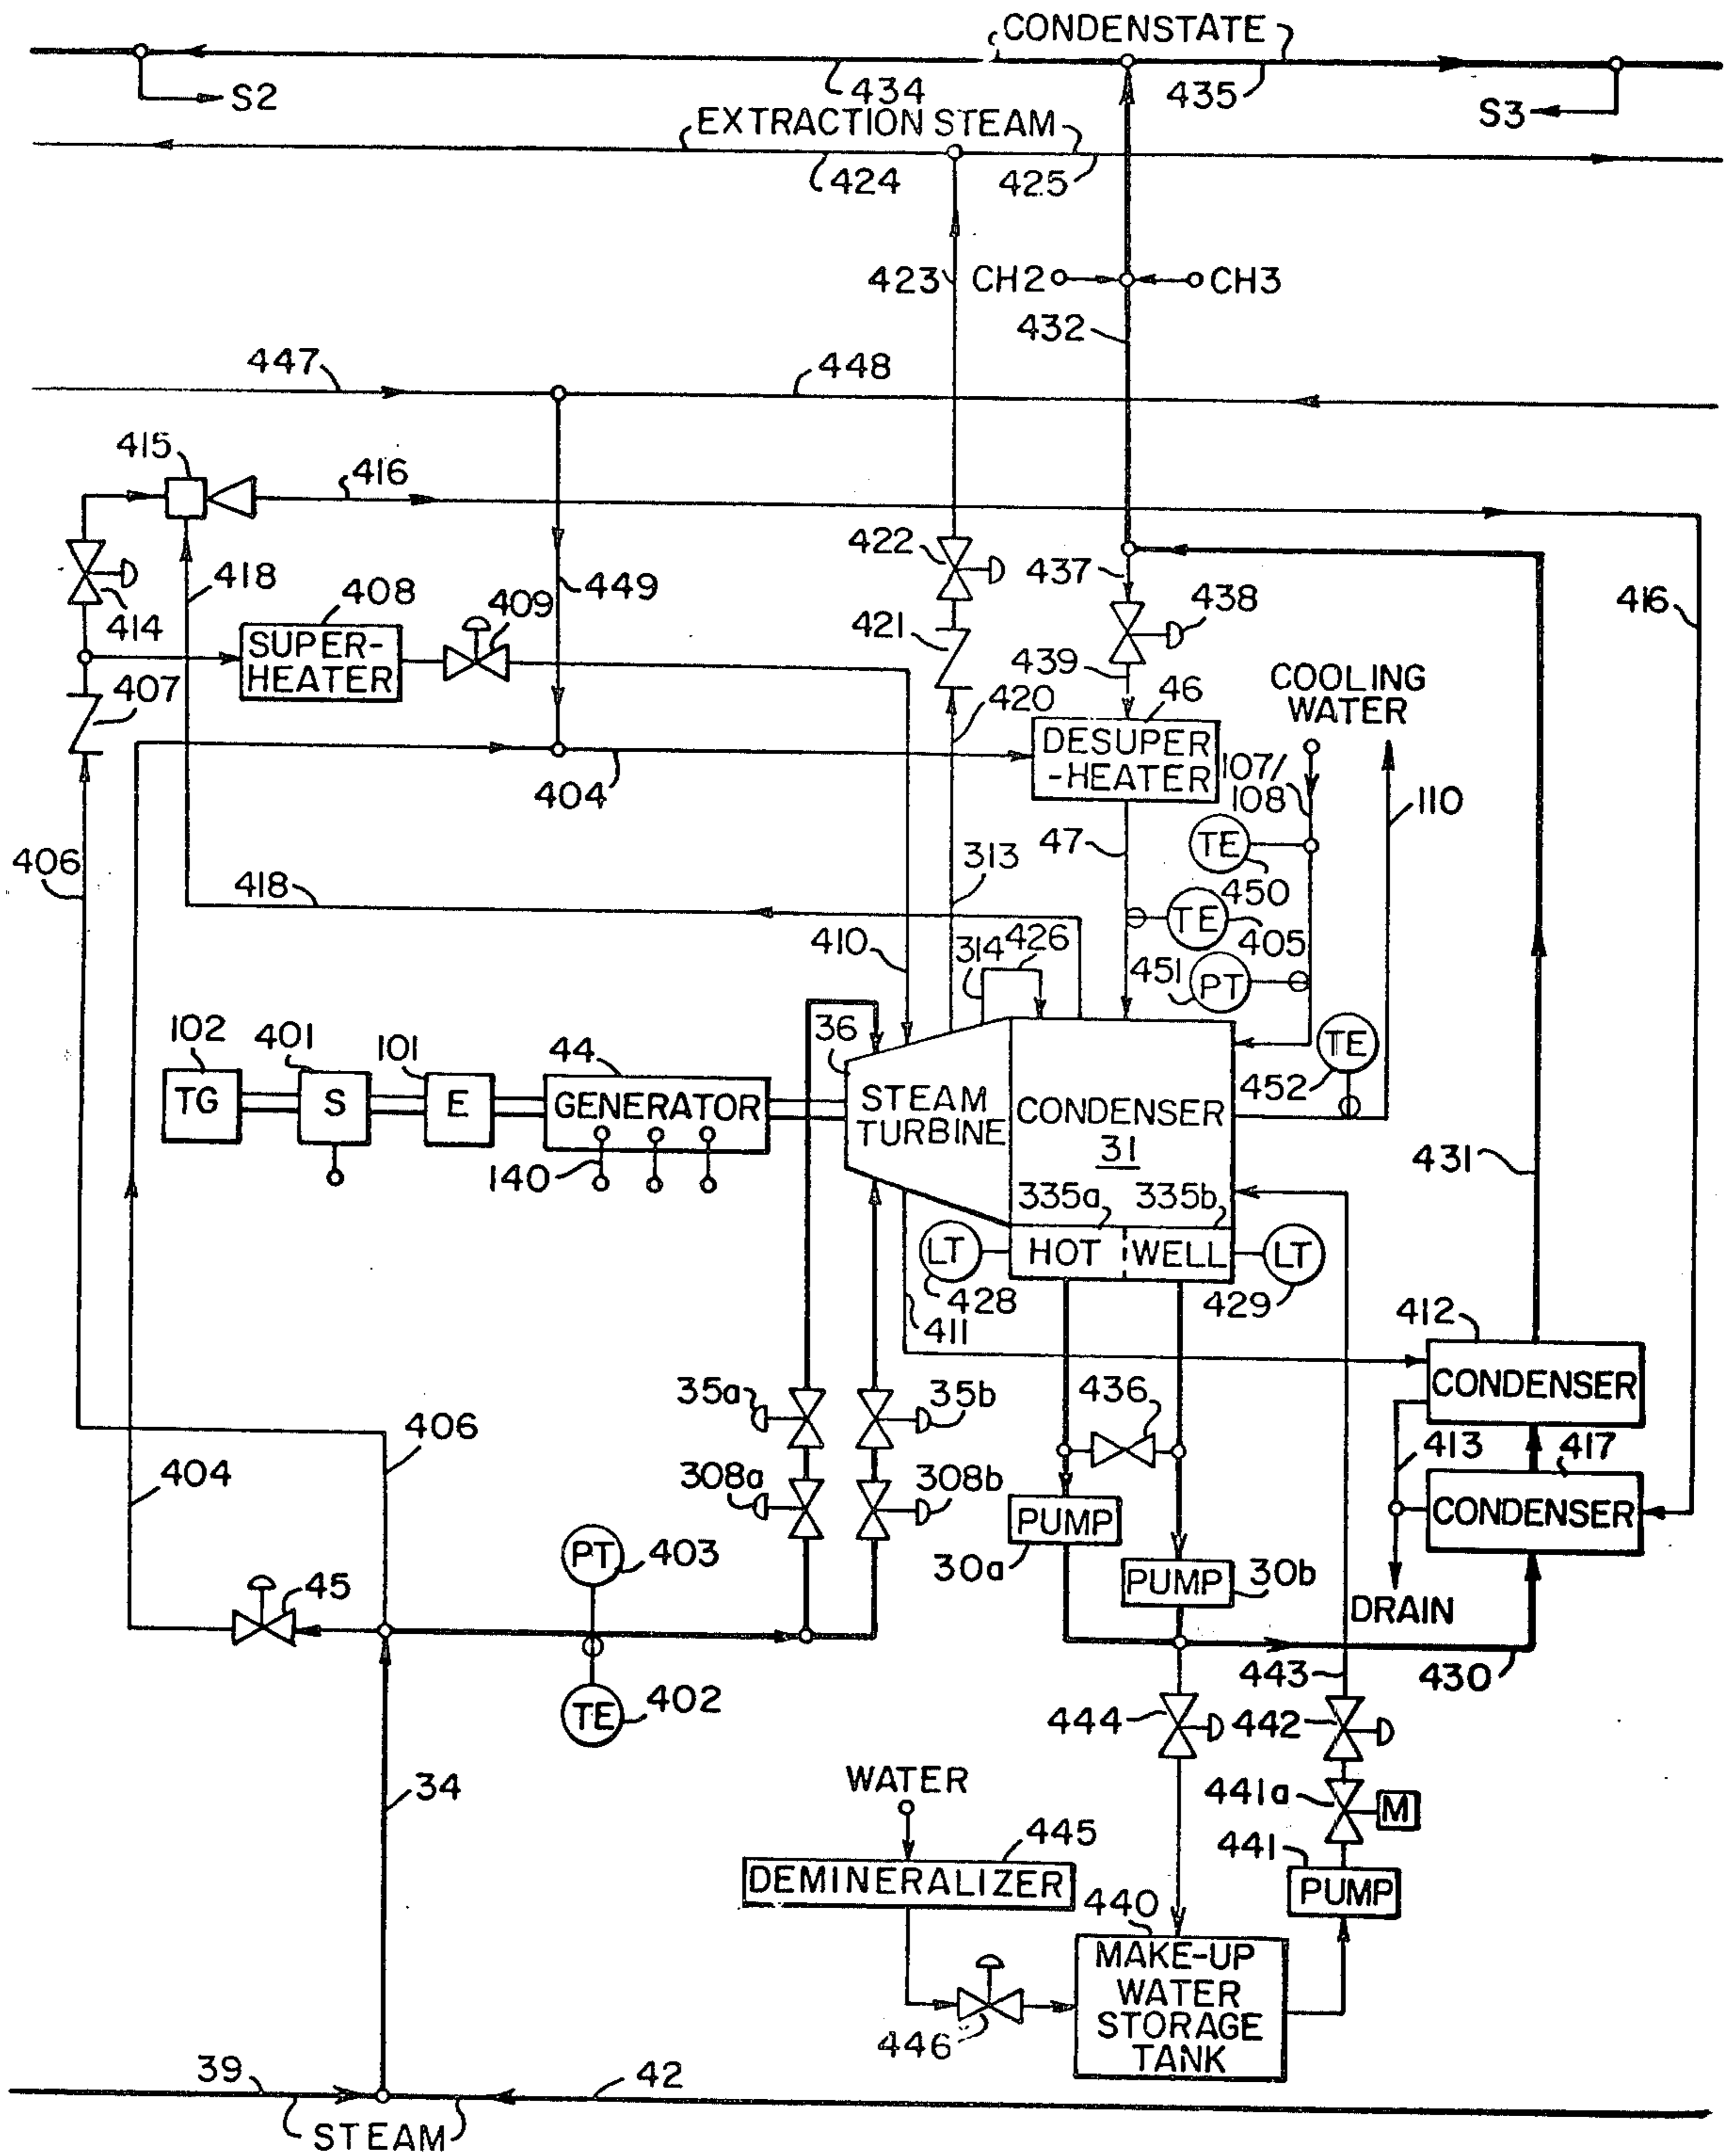 CONDENSTATE
S2
434
435
S3
EXTRACTION STEAM
424
425
423
CH2
CH3
432
447
448
415
416
422
437
438
418
408
449
409
414
421
416
SUPER-
HEATER
439
COOLING
WATER
407
420
46
DESUPER
-HEATER
107/
108
404
110
47
TE
406
313
450
418
TE
405
410
314
426
451
PT
102
401
101
44
36
TE
452
TG
S
E
GENERATOR
STEAM
TURBINE
CONDENSER
31
140
431
335a
335b
LT
HOT
WELL
LT
428
429
411
412
CONDENSER
35a
35b
436
406
413
417
404
308a
308b
CONDENSER
PUMP
PT
403
30a
PUMP
30b
45
DRAIN
443
430
TE
402
444
442
34
WATER
441a
M
445
441
DEMINERALIZER
PUMP
440
MAKE-UP
WATER
STORAGE
TANK
446
39
42
STEAM